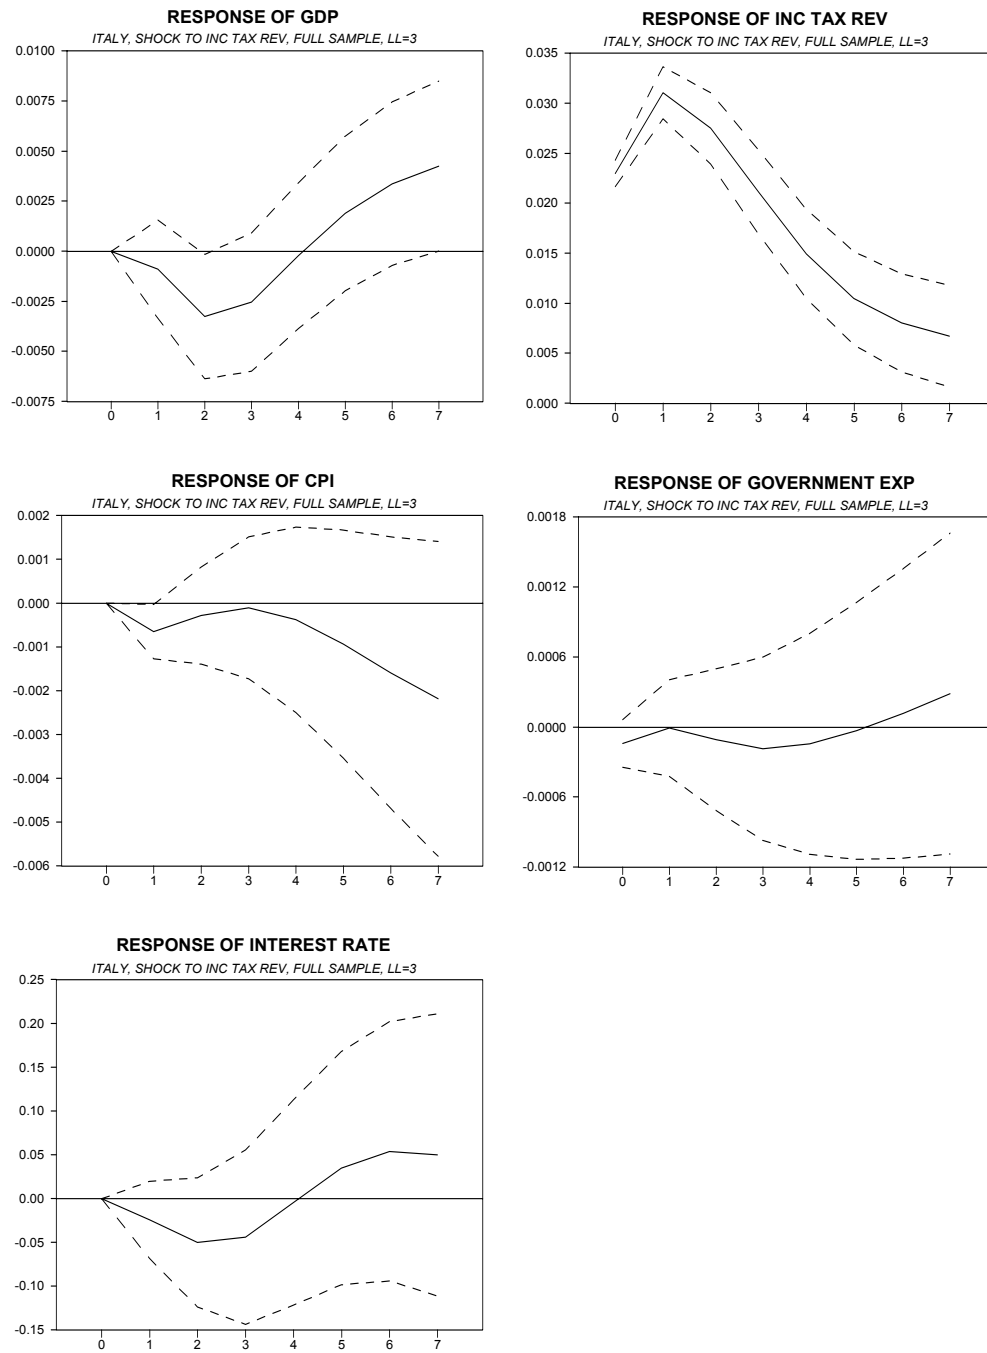 RESPONSE OF GDP
ITALY, SHOCK TO INC TAX REV, FULL SAMPLE, LL=3
0.0100
0.0075
0.0050
0.0025
0.0000
-0.0025
-0.0050
-0.0075
0 1 2 3 4 5 6 7
RESPONSE OF INC TAX REV
ITALY, SHOCK TO INC TAX REV, FULL SAMPLE, LL=3
0.035
0.030
0.025
0.020
0.015
0.010
0.005
0.000
0 1 2 3 4 5 6 7
RESPONSE OF CPI
ITALY, SHOCK TO INC TAX REV, FULL SAMPLE, LL=3
0.002
0.001
0.000
-0.001
-0.002
-0.003
-0.004
-0.005
-0.006
0 1 2 3 4 5 6 7
RESPONSE OF GOVERNMENT EXP
ITALY, SHOCK TO INC TAX REV, FULL SAMPLE, LL=3
0.0018
0.0012
0.0006
0.0000
-0.0006
-0.0012
0 1 2 3 4 5 6 7
RESPONSE OF INTEREST RATE
ITALY, SHOCK TO INC TAX REV, FULL SAMPLE, LL=3
0.25
0.20
0.15
0.10
0.05
0.00
-0.05
-0.10
-0.15
0 1 2 3 4 5 6 7